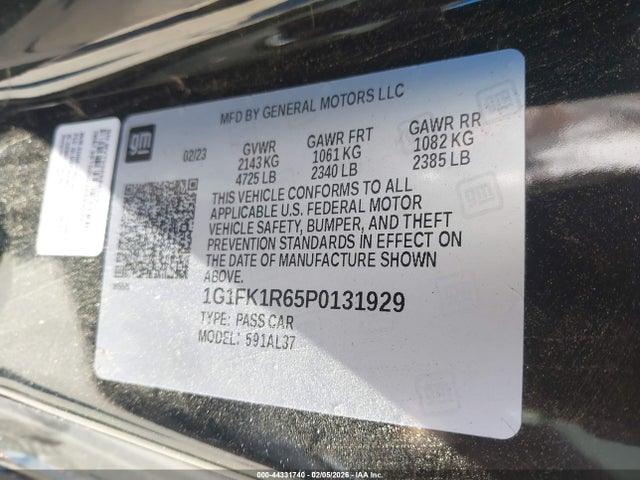 MFD BY GENERAL MOTORS LLC
gm
02/23
GVWR GAWR FRT GAWR RR
2143 KG 1061 KG 1082 KG
4725 LB 2340 LB 2385 LB
THIS VEHICLE CONFORMS TO ALL
APPLICABLE U.S. FEDERAL MOTOR
VEHICLE SAFETY, BUMPER, AND THEFT
PREVENTION STANDARDS IN EFFECT ON
THE DATE OF MANUFACTURE SHOWN
ABOVE.
1G1FK1R65P0131929
TYPE: PASS CAR
MODEL: 591AL37
000-44331740 - 02/05/2026 - IAA